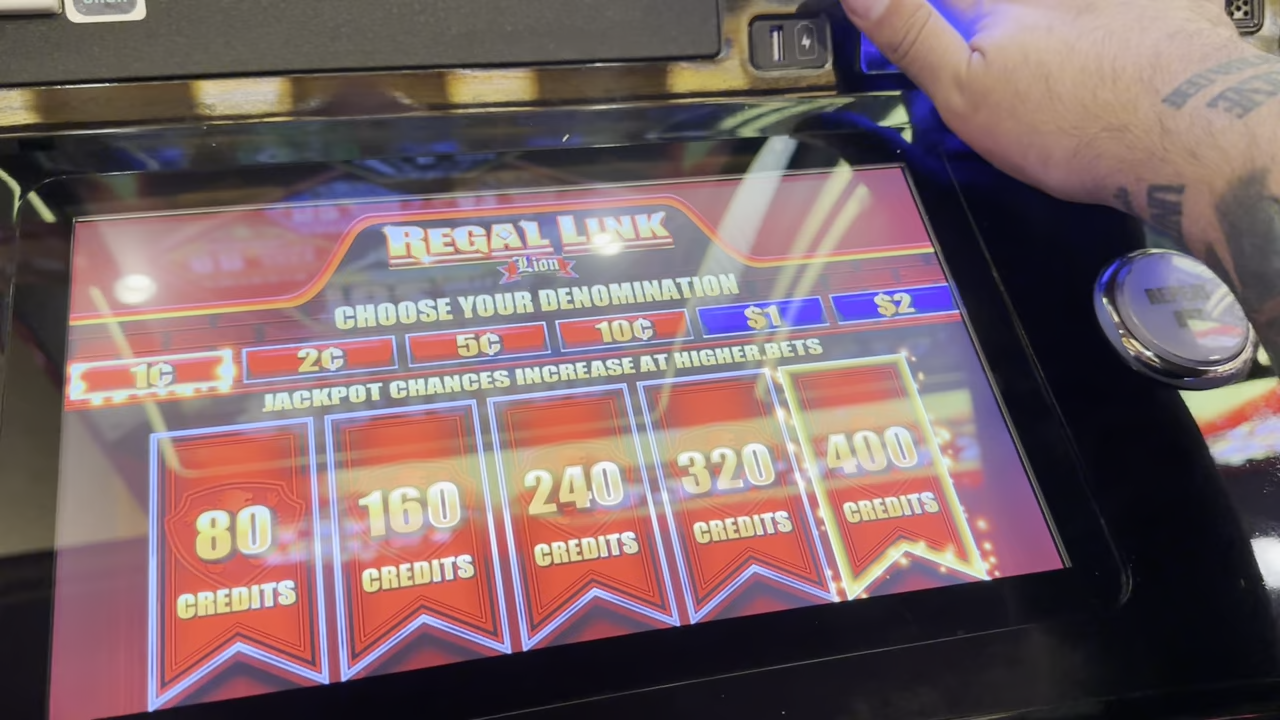 REGAL LINK
Lion
CHOOSE YOUR DENOMINATION
1¢ 2¢ 5¢ 10¢ $1 $2
JACKPOT CHANCES INCREASE AT HIGHER BETS
80 CREDITS
160 CREDITS
240 CREDITS
320 CREDITS
400 CREDITS